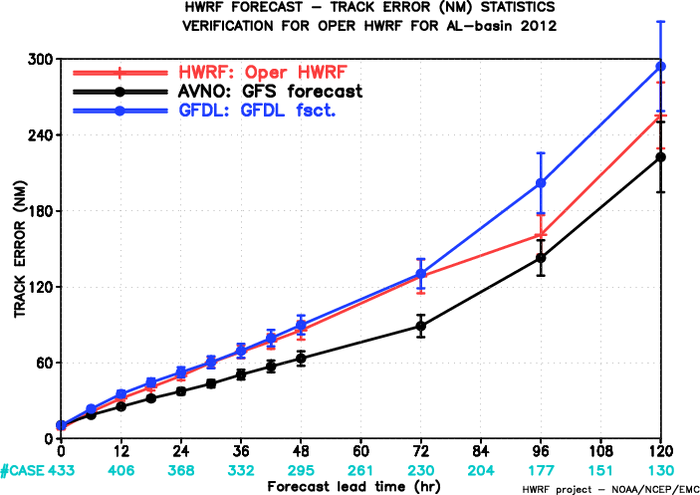 HWRF FORECAST – TRACK ERROR (NM) STATISTICS
VERIFICATION FOR OPER HWRF FOR AL–basin 2012
HWRF: Oper HWRF
AVNO: GFS forecast
GFDL: GFDL fsct.
TRACK ERROR (NM)
300
240
180
120
60
0
0 12 24 36 48 60 72 84 96 108 120
#CASE 433 406 368 332 295 261 230 204 177 151 130
Forecast lead time (hr)
HWRF project – NOAA/NCEP/EMC